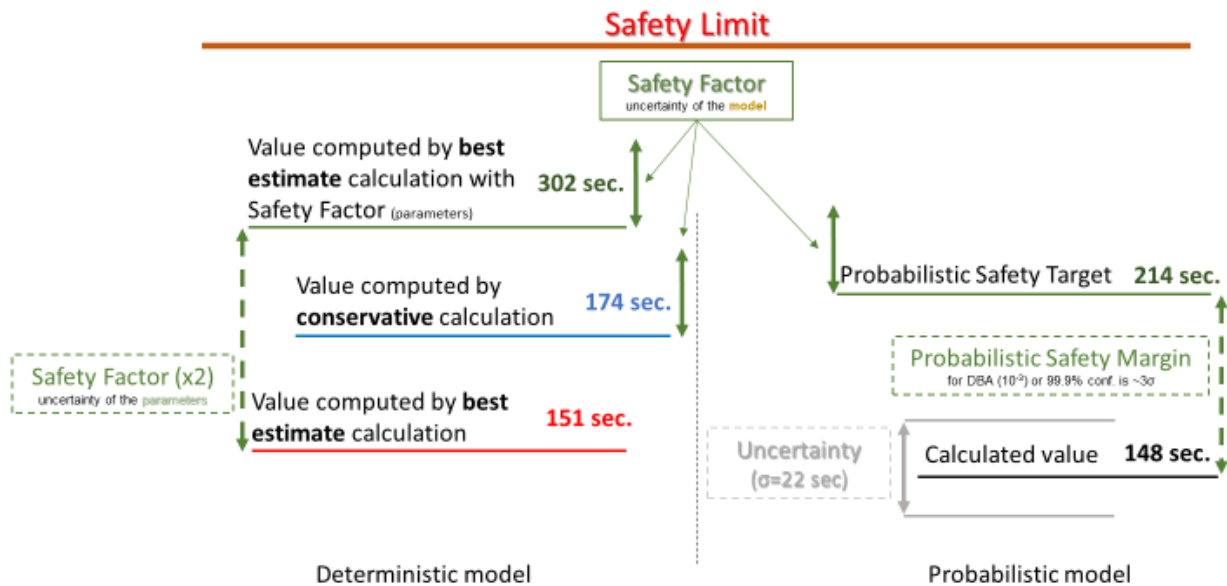 Safety Limit
Safety Factor
uncertainty of the model
Value computed by best
estimate calculation with
Safety Factor (parameters)
302 sec.
Value computed by
conservative calculation
174 sec.
Safety Factor (x2)
uncertainty of the parameters
Value computed by best
estimate calculation
151 sec.
Deterministic model
Probabilistic Safety Target 214 sec.
Probabilistic Safety Margin
for DBA (10⁻²) or 99.9% conf. is ~3σ
Uncertainty
(σ=22 sec)
Calculated value 148 sec.
Probabilistic model